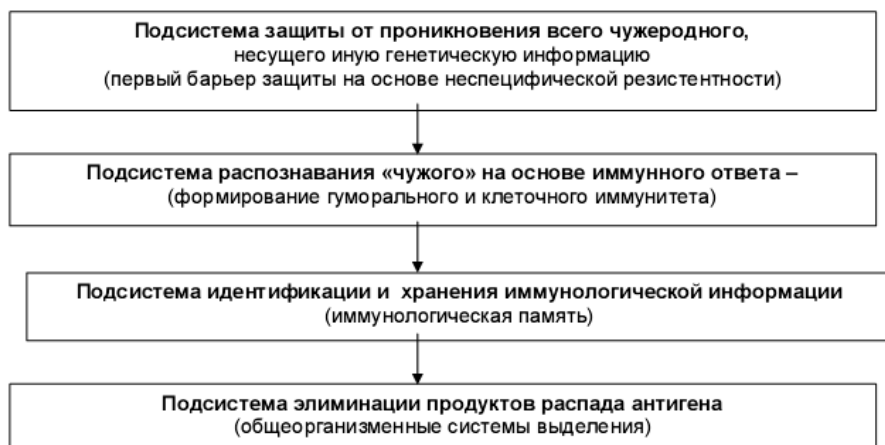 Подсистема защиты от проникновения всего чужеродного,
несущего иную генетическую информацию
(первый барьер защиты на основе неспецифической резистентности)
Подсистема распознавания «чужого» на основе иммунного ответа –
(формирование гуморального и клеточного иммунитета)
Подсистема идентификации и хранения иммунологической информации
(иммунологическая память)
Подсистема элиминации продуктов распада антигена
(общеорганизменные системы выделения)